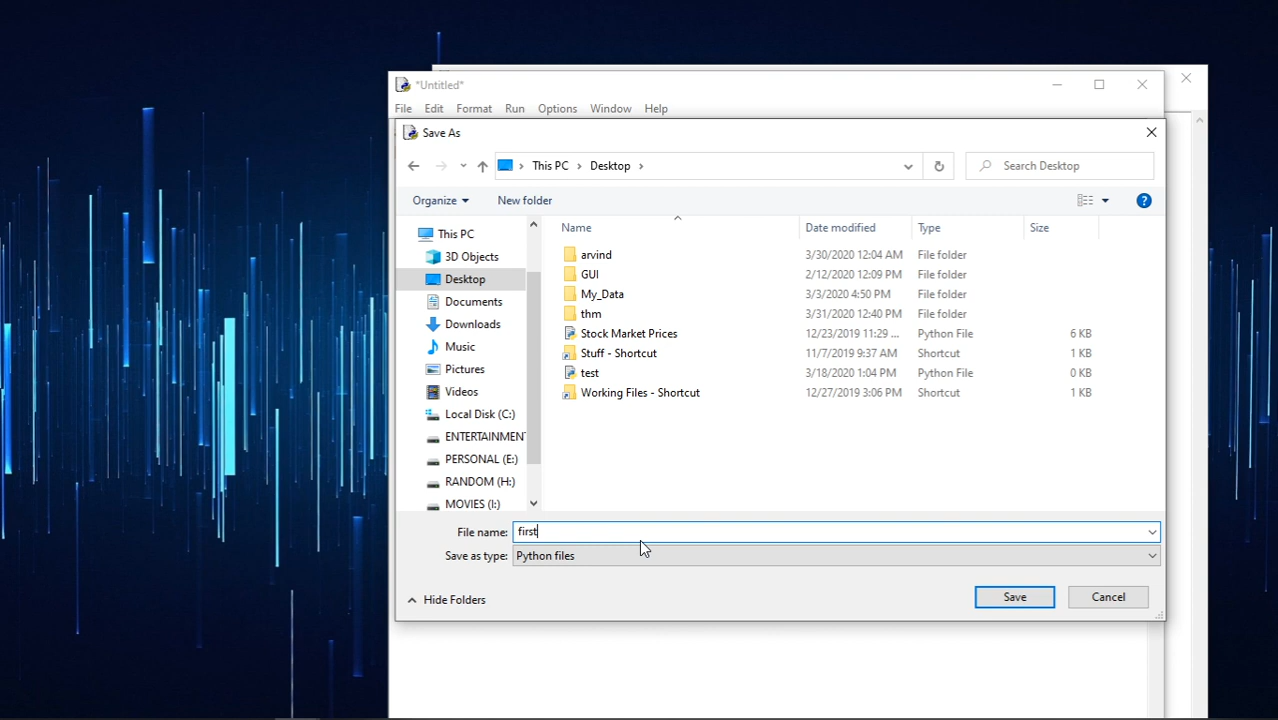 *Untitled*
File Edit Format Run Options Window Help
Save As
This PC Desktop
Search Desktop
Organize New folder
Name Date modified Type Size
This PC
3D Objects
Desktop
Documents
Downloads
Music
Pictures
Videos
Local Disk (C:)
ENTERTAINMEN
PERSONAL (E:)
RANDOM (H:)
MOVIES (I:)
arvind 3/30/2020 12:04 AM File folder
GUI 2/12/2020 12:09 PM File folder
My_Data 3/3/2020 4:50 PM File folder
thm 3/31/2020 12:40 PM File folder
Stock Market Prices 12/23/2019 11:29 ... Python File 6 KB
Stuff - Shortcut 11/7/2019 9:37 AM Shortcut 1 KB
test 3/18/2020 1:04 PM Python File 0 KB
Working Files - Shortcut 12/27/2019 3:06 PM Shortcut 1 KB
File name: first
Save as type: Python files
Hide Folders Save Cancel